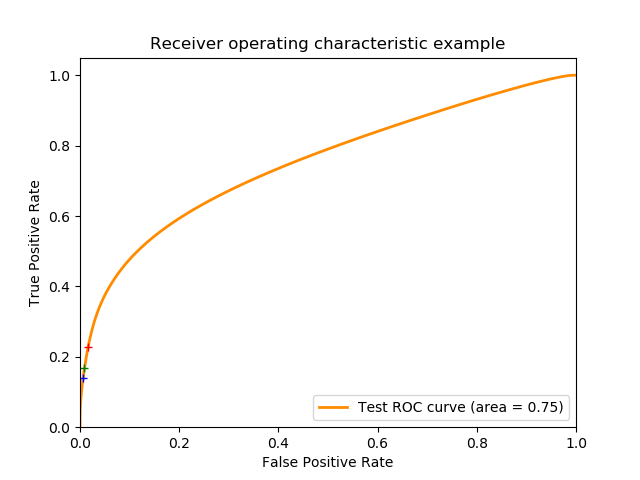 Receiver operating characteristic example
1.0
0.8
0.6
0.4
0.2
0.0
True Positive Rate
Test ROC curve (area = 0.75)
0.0 0.2 0.4 0.6 0.8 1.0
False Positive Rate